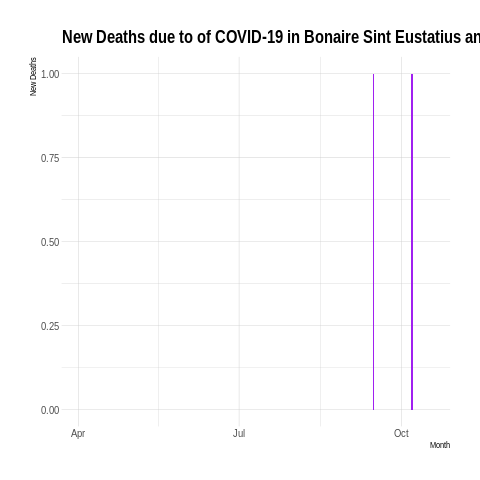 New Deaths due to of COVID-19 in Bonaire Sint Eustatius an
New Deaths
1.00
0.75
0.50
0.25
0.00
Apr
Jul
Oct
Month